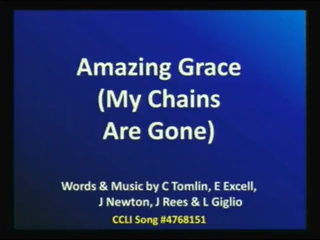 Amazing Grace
(My Chains
Are Gone)
Words & Music by C Tomlin, E Excell,
J Newton, J Rees & L Giglio
CCLI Song #4768151